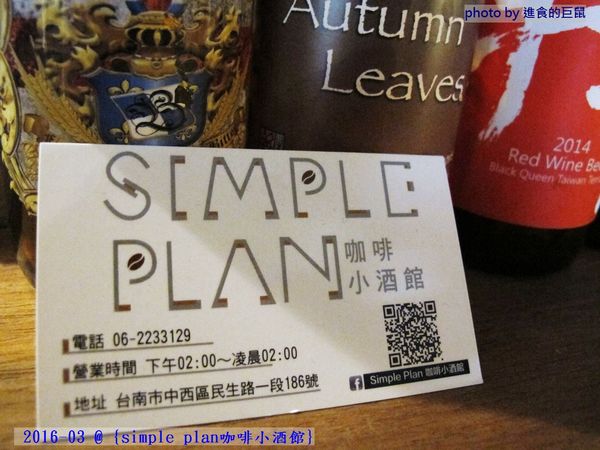 photo by 進食的巨鼠
Autumn
Leaves
2014
Red Wine Be
Black Queen Taiwan
SIMPLE
PLAN 咖啡
小酒館
電話 06-2233129
營業時間 下午02:00～凌晨02:00
地址 台南市中西區民生路一段186號
f Simple Plan 咖啡小酒館
2016 03 @ {simple plan咖啡小酒館}